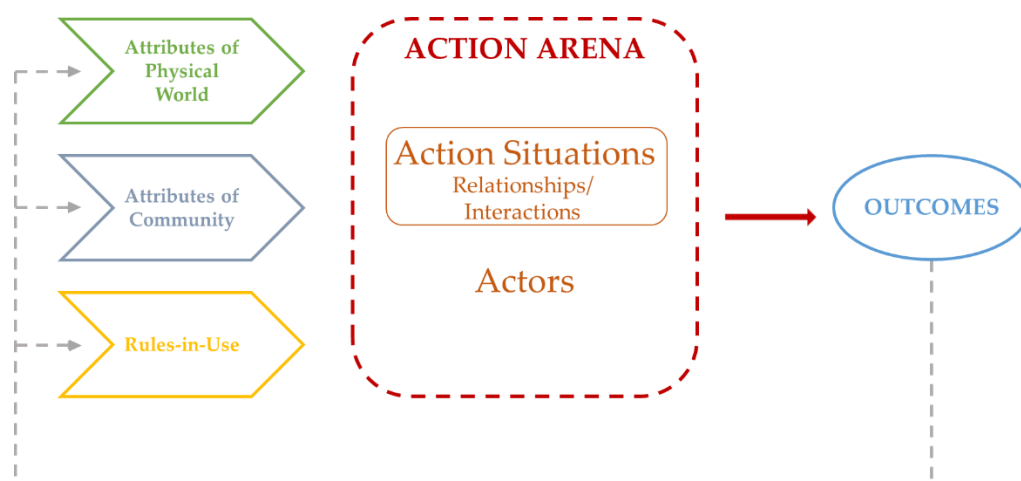 Attributes of
Physical
World
Attributes of
Community
Rules-in-Use
ACTION ARENA
Action Situations
Relationships/
Interactions
Actors
OUTCOMES